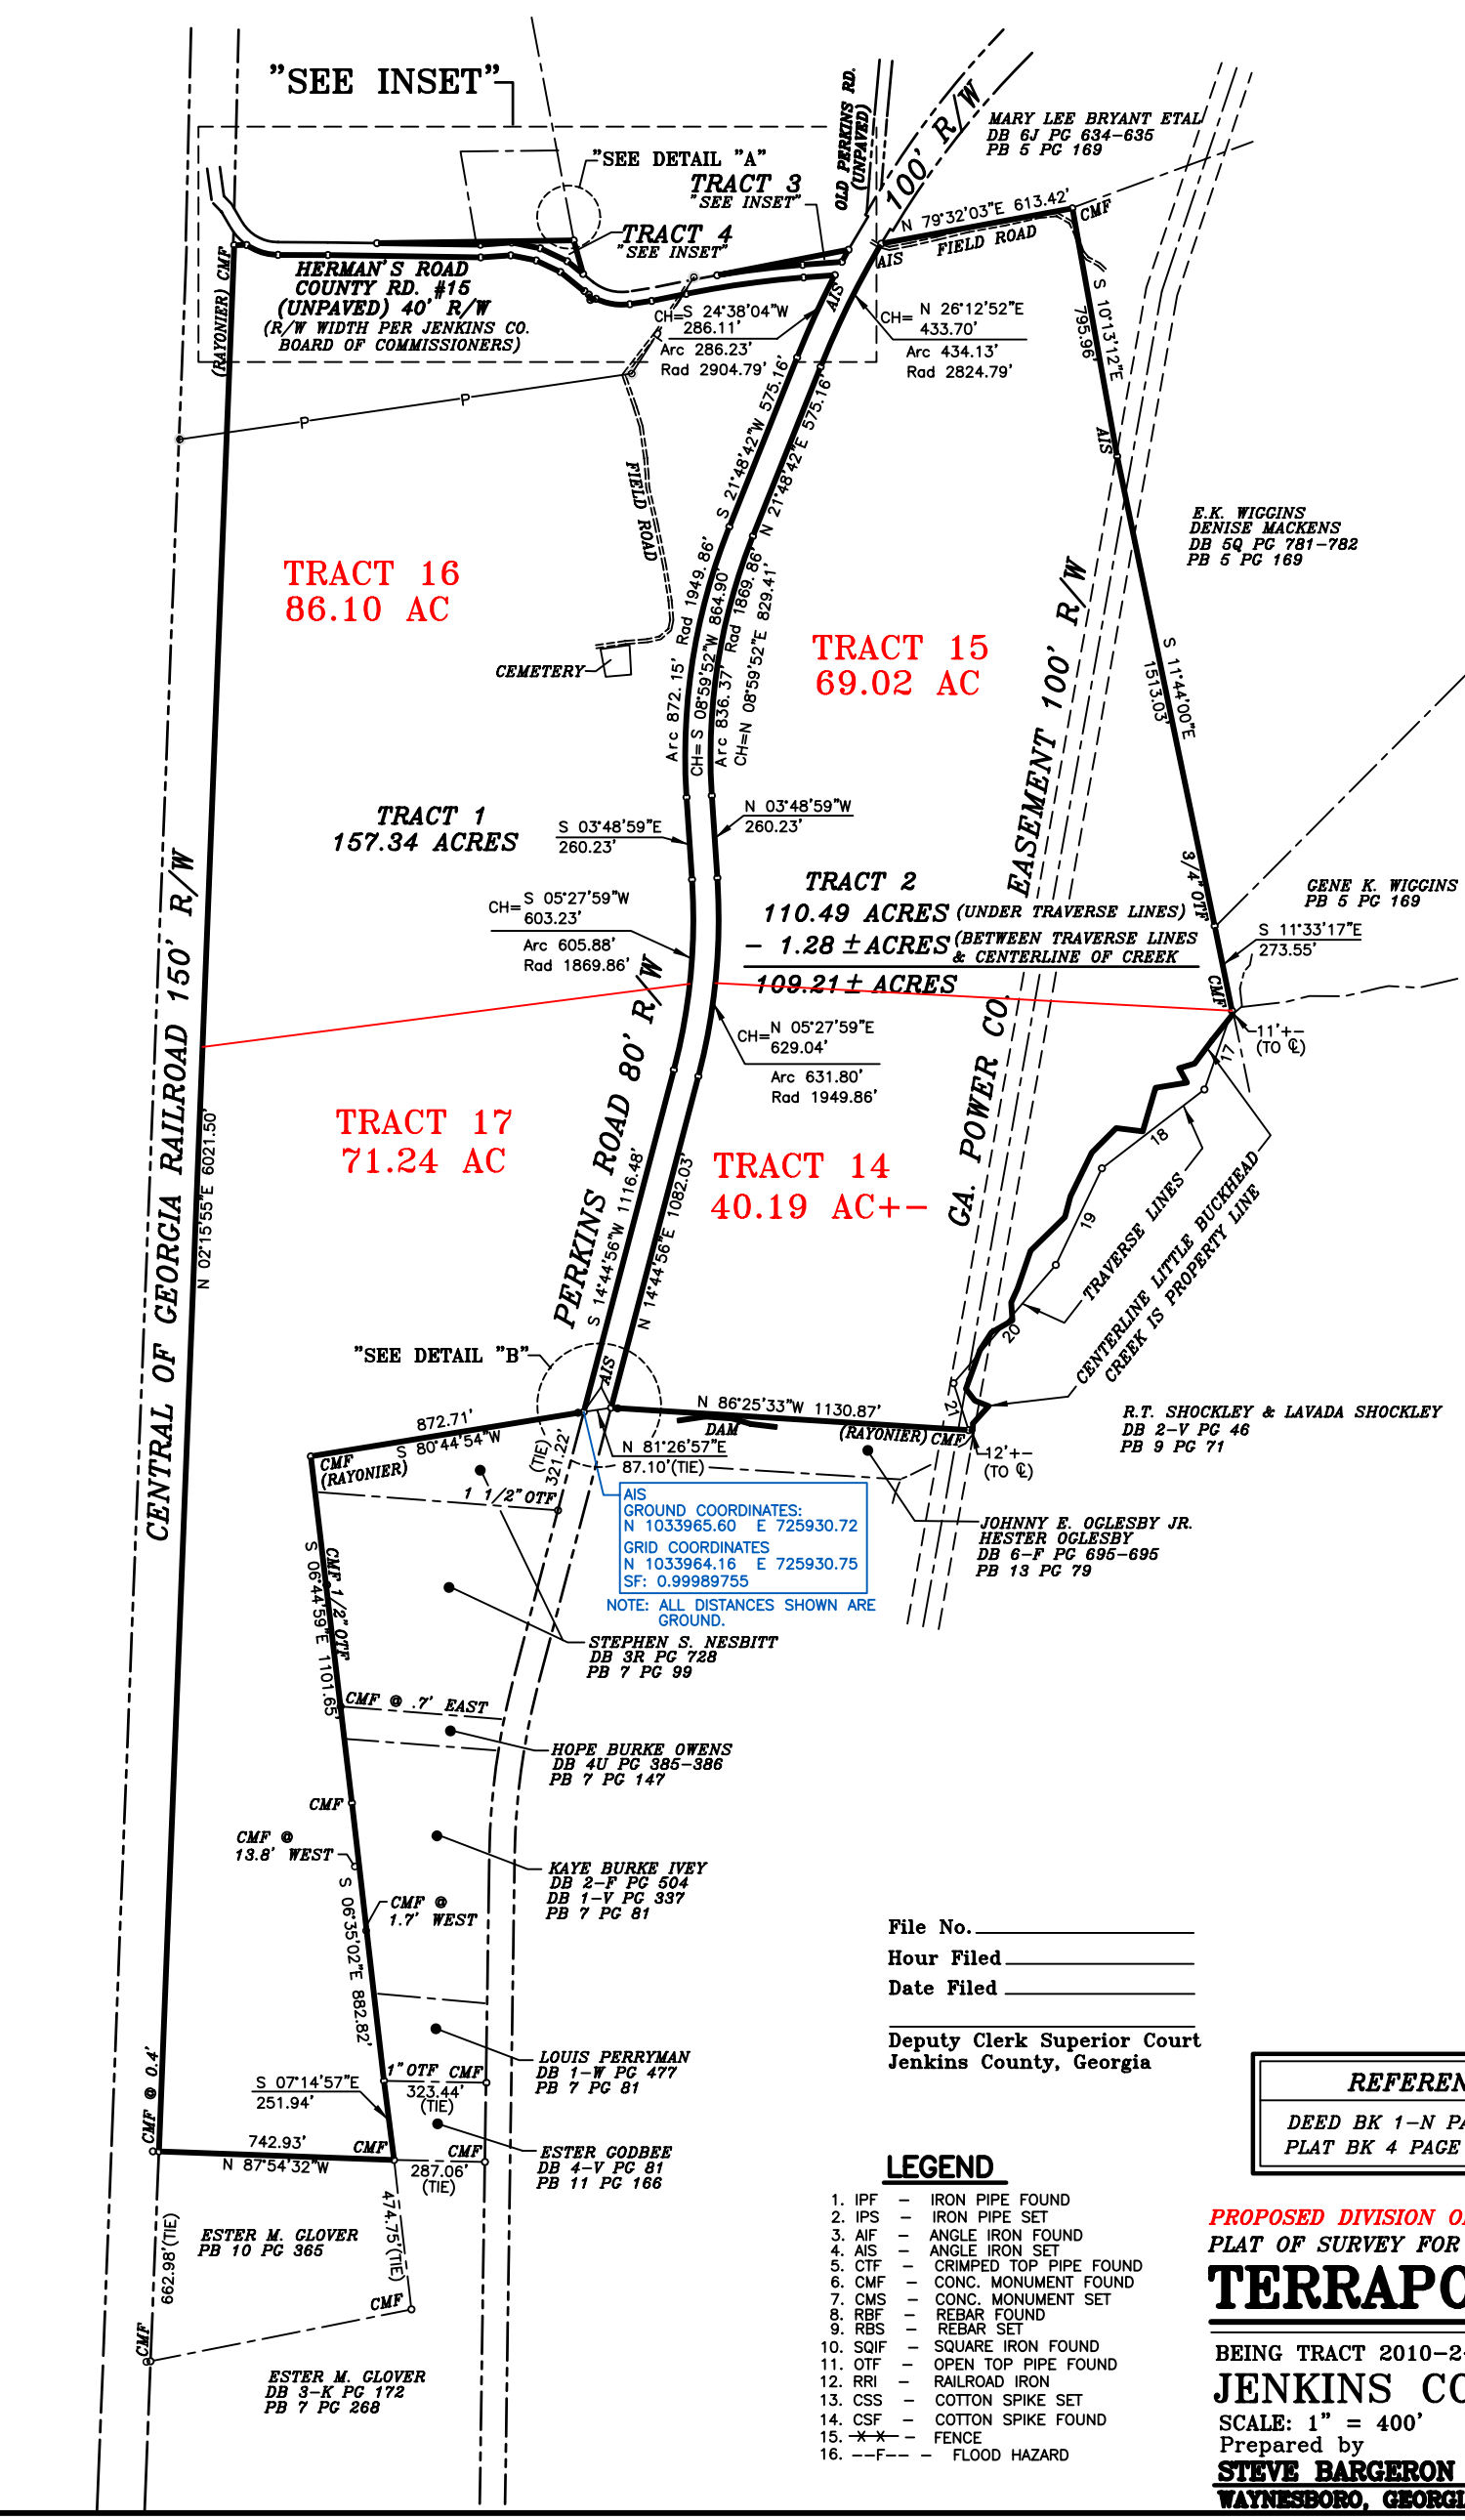 "SEE INSET"
"SEE DETAIL "A"
TRACT 3
"SEE INSET"
TRACT 4
"SEE INSET"
OLD PERKINS RD.
(UNPAVED)
100' R/W
MARY LEE BRYANT ETAL
DB 6J PG 634-635
PB 5 PG 169
N 79°32'03"E 613.42'
CMF
FIELD ROAD
AIS
(RAYONIER) CMF
HERMAN'S ROAD
COUNTY RD. #15
(UNPAVED) 40' R/W
(R/W WIDTH PER JENKINS CO.
BOARD OF COMMISSIONERS)
CH= S 24°38'04"W
286.11'
Arc 286.23'
Rad 2904.79'
AIS
CH= N 26°12'52"E
433.70'
Arc 434.13'
Rad 2824.79'
S 10°13'12"E
795.96'
AIS
P
P
FIELD ROAD
S 21°48'42"W 575.16'
N 21°48'42"E 575.16'
E.K. WIGGINS
DENISE MACKENS
DB 5Q PG 781-782
PB 5 PG 169
TRACT 16
86.10 AC
CEMETERY
Arc 872.15' Rad 1949.86'
CH= S 08°59'52"W 864.90'
Arc 836.37' Rad 1869.86'
CH=N 08°59'52"E 829.41'
TRACT 15
69.02 AC
S 11°44'00"E
1513.03'
TRACT 1
157.34 ACRES
S 03°48'59"E
260.23'
N 03°48'59"W
260.23'
CH= S 05°27'59"W
603.23'
Arc 605.88'
Rad 1869.86'
TRACT 2
110.49 ACRES (UNDER TRAVERSE LINES)
- 1.28 ± ACRES (BETWEEN TRAVERSE LINES
& CENTERLINE OF CREEK
109.21± ACRES
3/4" OTF
GENE K. WIGGINS
PB 5 PG 169
S 11°33'17"E
273.55'
CMF
11'+-
(TO ℄)
CENTRAL OF GEORGIA RAILROAD 150' R/W
N 02°15'55"E 6021.50'
PERKINS ROAD 80' R/W
CH= N 05°27'59"E
629.04'
Arc 631.80'
Rad 1949.86'
GA. POWER CO. EASEMENT 100' R/W
TRACT 17
71.24 AC
TRACT 14
40.19 AC+-
17
18
19
20
21
TRAVERSE LINES
CENTERLINE LITTLE BUCKHEAD
CREEK IS PROPERTY LINE
S 14°44'56"W 1116.48'
N 14°44'56"E 1082.03'
"SEE DETAIL "B"
AIS
872.71'
S 80°44'54"W
CMF
(RAYONIER)
N 86°25'33"W 1130.87'
DAM
(RAYONIER) CMF
12'+-
(TO ℄)
R.T. SHOCKLEY & LAVADA SHOCKLEY
DB 2-V PG 46
PB 9 PG 71
N 81°26'57"E
87.10'(TIE)
(TIE)
321.22'
1 1/2" OTF
AIS
GROUND COORDINATES:
N 1033965.60 E 725930.72
GRID COORDINATES
N 1033964.16 E 725930.75
SF: 0.99989755
NOTE: ALL DISTANCES SHOWN ARE
GROUND.
JOHNNY E. OGLESBY JR.
HESTER OGLESBY
DB 6-F PG 695-695
PB 13 PG 79
CMF 1/2" OTF
S 06°44'59"E 1101.65'
STEPHEN S. NESBITT
DB 3R PG 728
PB 7 PG 99
CMF @ .7' EAST
HOPE BURKE OWENS
DB 4U PG 385-386
PB 7 PG 147
CMF
CMF @
13.8' WEST
KAYE BURKE IVEY
DB 2-F PG 504
DB 1-V PG 337
PB 7 PG 81
CMF @
1.7' WEST
S 06°35'02"E 882.82'
File No.
Hour Filed
Date Filed
Deputy Clerk Superior Court
Jenkins County, Georgia
LOUIS PERRYMAN
DB 1-W PG 477
PB 7 PG 81
1" OTF CMF
323.44'
(TIE)
S 07°14'57"E
251.94'
CMF @ 0.4'
742.93'
N 87°54'32"W
CMF
CMF
287.06'
(TIE)
ESTER GODBEE
DB 4-V PG 81
PB 11 PG 166
ESTER M. GLOVER
PB 10 PG 365
662.98'(TIE)
474.75'(TIE)
CMF
CMF
ESTER M. GLOVER
DB 3-K PG 172
PB 7 PG 268
REFEREN
DEED BK 1-N PA
PLAT BK 4 PAGE
LEGEND
1. IPF - IRON PIPE FOUND
2. IPS - IRON PIPE SET
3. AIF - ANGLE IRON FOUND
4. AIS - ANGLE IRON SET
5. CTF - CRIMPED TOP PIPE FOUND
6. CMF - CONC. MONUMENT FOUND
7. CMS - CONC. MONUMENT SET
8. RBF - REBAR FOUND
9. RBS - REBAR SET
10. SQIF - SQUARE IRON FOUND
11. OTF - OPEN TOP PIPE FOUND
12. RRI - RAILROAD IRON
13. CSS - COTTON SPIKE SET
14. CSF - COTTON SPIKE FOUND
15. -X-X- - FENCE
16. --F-- - FLOOD HAZARD
PROPOSED DIVISION O
PLAT OF SURVEY FOR
TERRAPO
BEING TRACT 2010-2
JENKINS CO
SCALE: 1" = 400'
Prepared by
STEVE BARGERON
WAYNESBORO, GEORGI